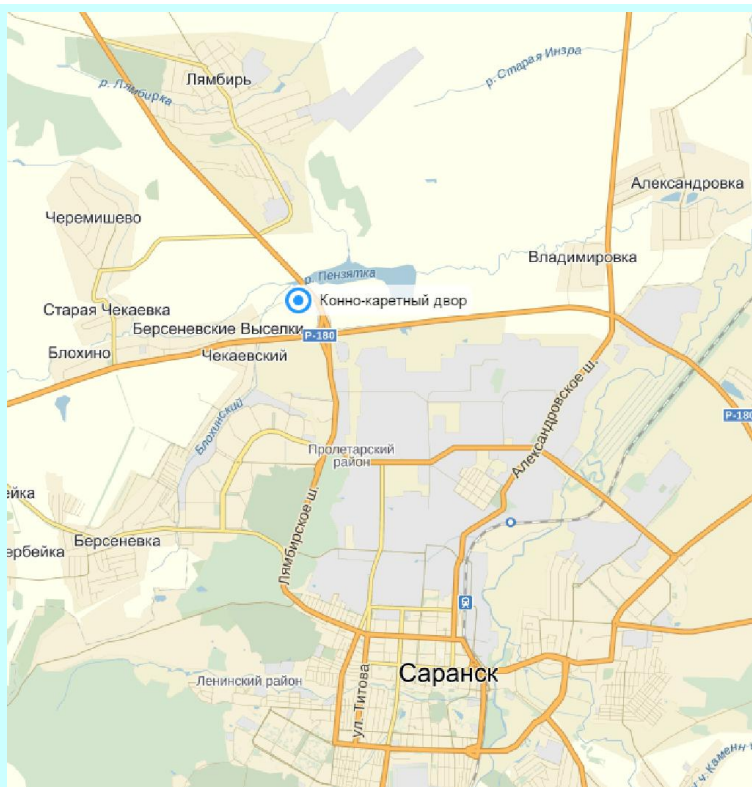 Лямбирь
р. Лямбирка
р. Старая Инзра
Александровка
Черемишево
Владимировка
р. Пензятка
Конно-каретный двор
Старая Чекаевка
Берсеневские Выселки
Р-180
Блохино
Чекаевский
Александровское ш.
Блохинский
Р-180
Пролетарский
район
ейка
Лямбирское ш.
Берсеневка
ербейка
Саранск
Ленинский район
ул. Титова